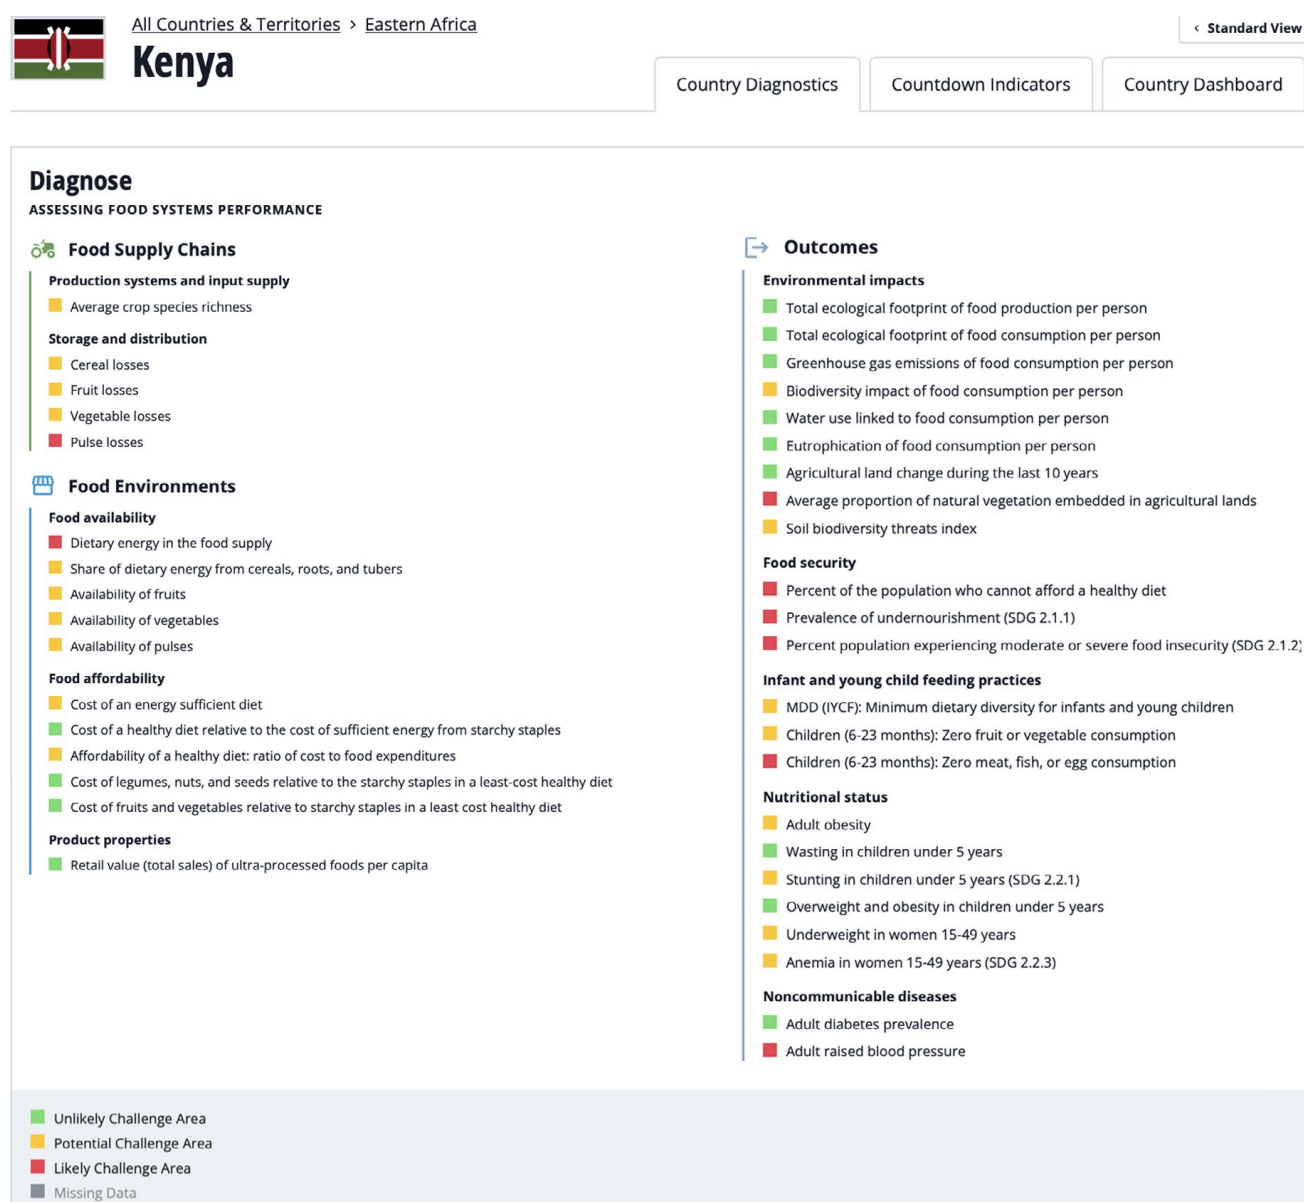 All Countries & Territories › Eastern Africa
Kenya
‹ Standard View
Country Diagnostics
Countdown Indicators
Country Dashboard
Diagnose
ASSESSING FOOD SYSTEMS PERFORMANCE
Food Supply Chains
Production systems and input supply
Average crop species richness
Storage and distribution
Cereal losses
Fruit losses
Vegetable losses
Pulse losses
Food Environments
Food availability
Dietary energy in the food supply
Share of dietary energy from cereals, roots, and tubers
Availability of fruits
Availability of vegetables
Availability of pulses
Food affordability
Cost of an energy sufficient diet
Cost of a healthy diet relative to the cost of sufficient energy from starchy staples
Affordability of a healthy diet: ratio of cost to food expenditures
Cost of legumes, nuts, and seeds relative to the starchy staples in a least-cost healthy diet
Cost of fruits and vegetables relative to starchy staples in a least cost healthy diet
Product properties
Retail value (total sales) of ultra-processed foods per capita
Outcomes
Environmental impacts
Total ecological footprint of food production per person
Total ecological footprint of food consumption per person
Greenhouse gas emissions of food consumption per person
Biodiversity impact of food consumption per person
Water use linked to food consumption per person
Eutrophication of food consumption per person
Agricultural land change during the last 10 years
Average proportion of natural vegetation embedded in agricultural lands
Soil biodiversity threats index
Food security
Percent of the population who cannot afford a healthy diet
Prevalence of undernourishment (SDG 2.1.1)
Percent population experiencing moderate or severe food insecurity (SDG 2.1.2)
Infant and young child feeding practices
MDD (IYCF): Minimum dietary diversity for infants and young children
Children (6-23 months): Zero fruit or vegetable consumption
Children (6-23 months): Zero meat, fish, or egg consumption
Nutritional status
Adult obesity
Wasting in children under 5 years
Stunting in children under 5 years (SDG 2.2.1)
Overweight and obesity in children under 5 years
Underweight in women 15-49 years
Anemia in women 15-49 years (SDG 2.2.3)
Noncommunicable diseases
Adult diabetes prevalence
Adult raised blood pressure
Unlikely Challenge Area
Potential Challenge Area
Likely Challenge Area
Missing Data